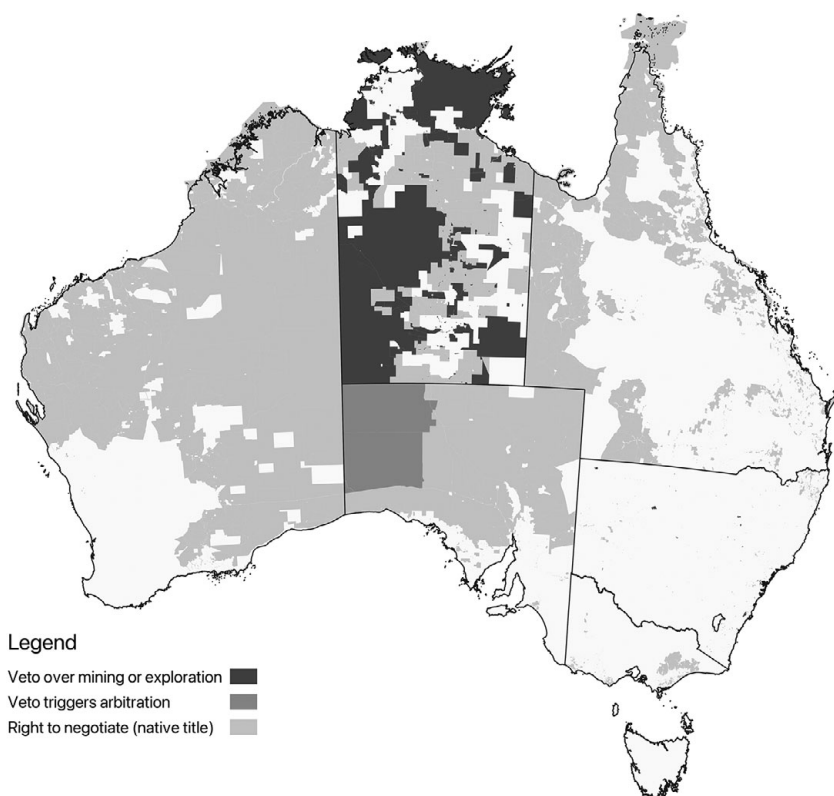 Legend
Veto over mining or exploration
Veto triggers arbitration
Right to negotiate (native title)